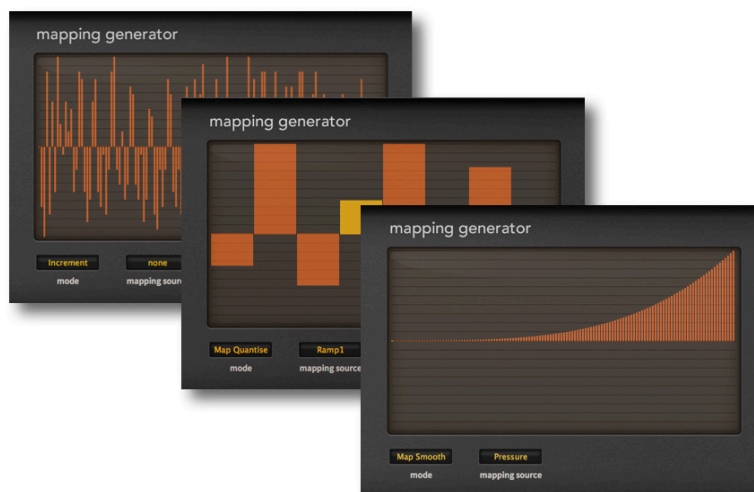 mapping generator
Increment none
mode mapping sourc
mapping generator
Map Quantise Ramp1
mode mapping source
mapping generator
Map Smooth Pressure
mode mapping source